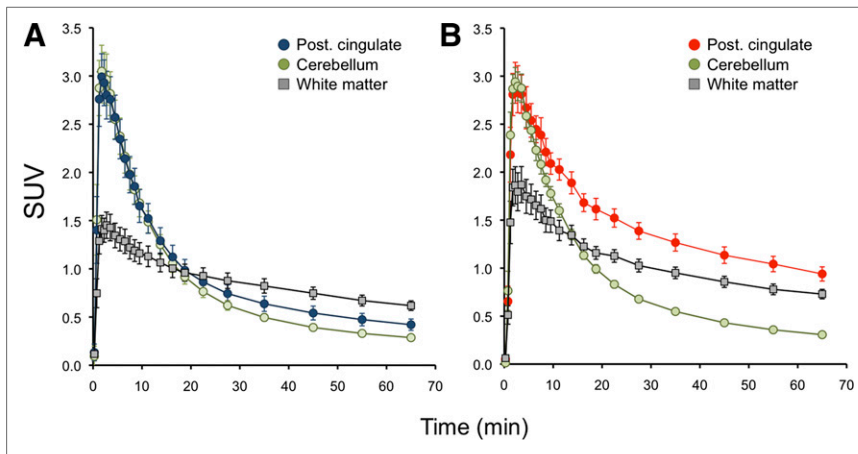 A
Post. cingulate
Cerebellum
White matter
B
Post. cingulate
Cerebellum
White matter
SUV
3.5
3.0
2.5
2.0
1.5
1.0
0.5
0.0
0 10 20 30 40 50 60 70
3.5
3.0
2.5
2.0
1.5
1.0
0.5
0.0
0 10 20 30 40 50 60 70
Time (min)